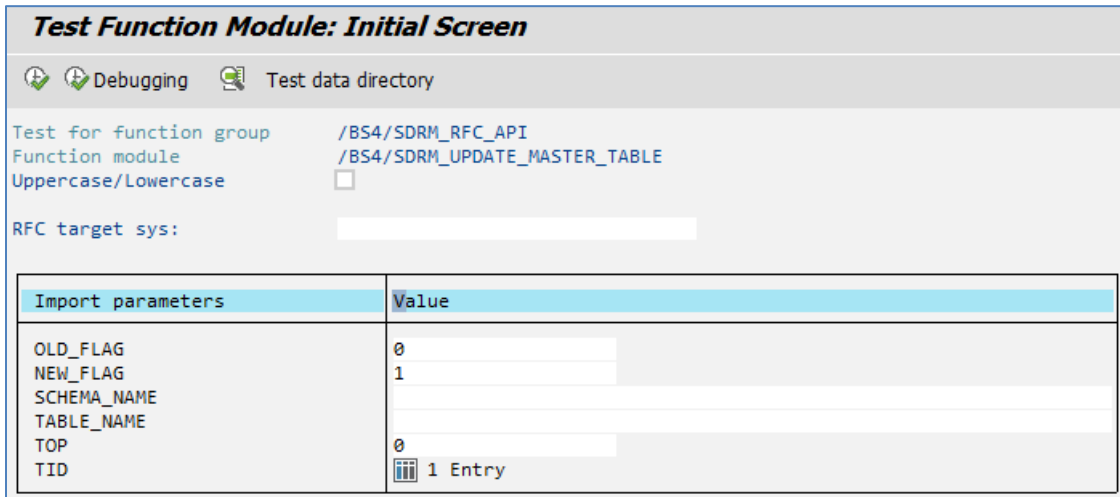 Test Function Module: Initial Screen
Debugging Test data directory
Test for function group /BS4/SDRM_RFC_API
Function module /BS4/SDRM_UPDATE_MASTER_TABLE
Uppercase/Lowercase
RFC target sys:
Import parameters Value
OLD_FLAG 0
NEW_FLAG 1
SCHEMA_NAME
TABLE_NAME
TOP 0
TID 1 Entry